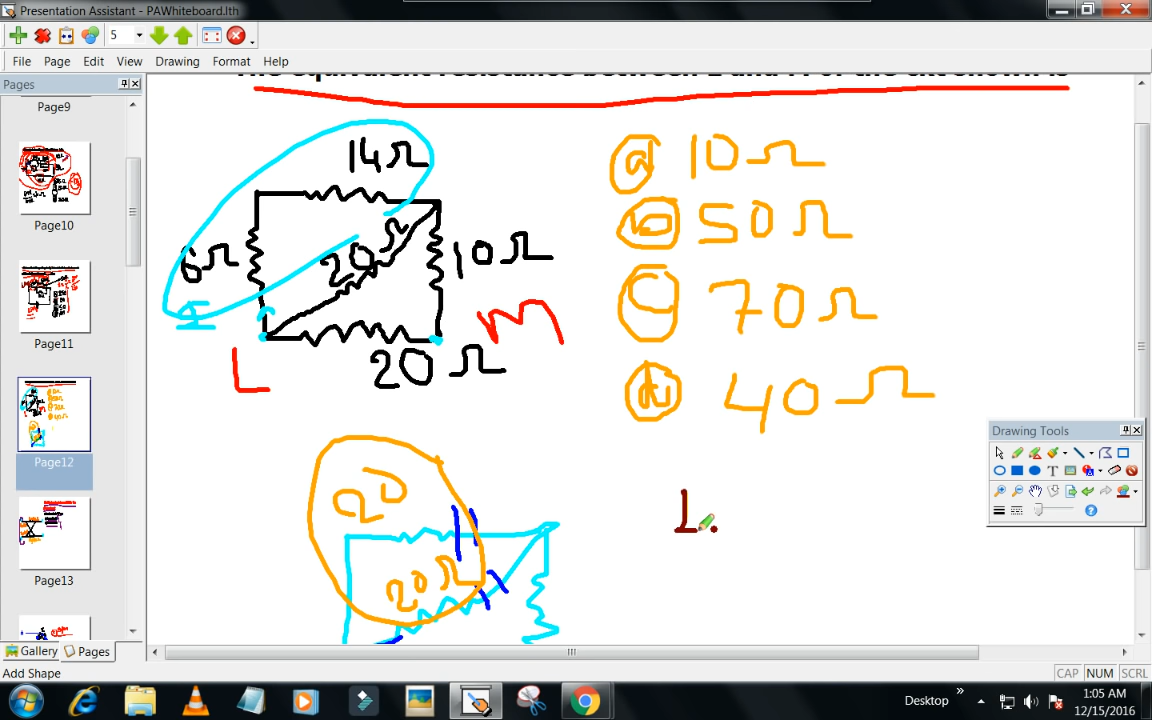 Presentation Assistant - PAWhiteboard.lth
5
File Page Edit View Drawing Format Help
Pages
Page9
Page10
Page11
Page12
Page13
Gallery Pages
Add Shape
CAP NUM SCRL
14Ω
6Ω
20Ω
10Ω
20Ω
L
M
I
a 10Ω
b 50Ω
c 70Ω
d 40Ω
20
20Ω
L
Drawing Tools
Desktop
1:05 AM
12/15/2016